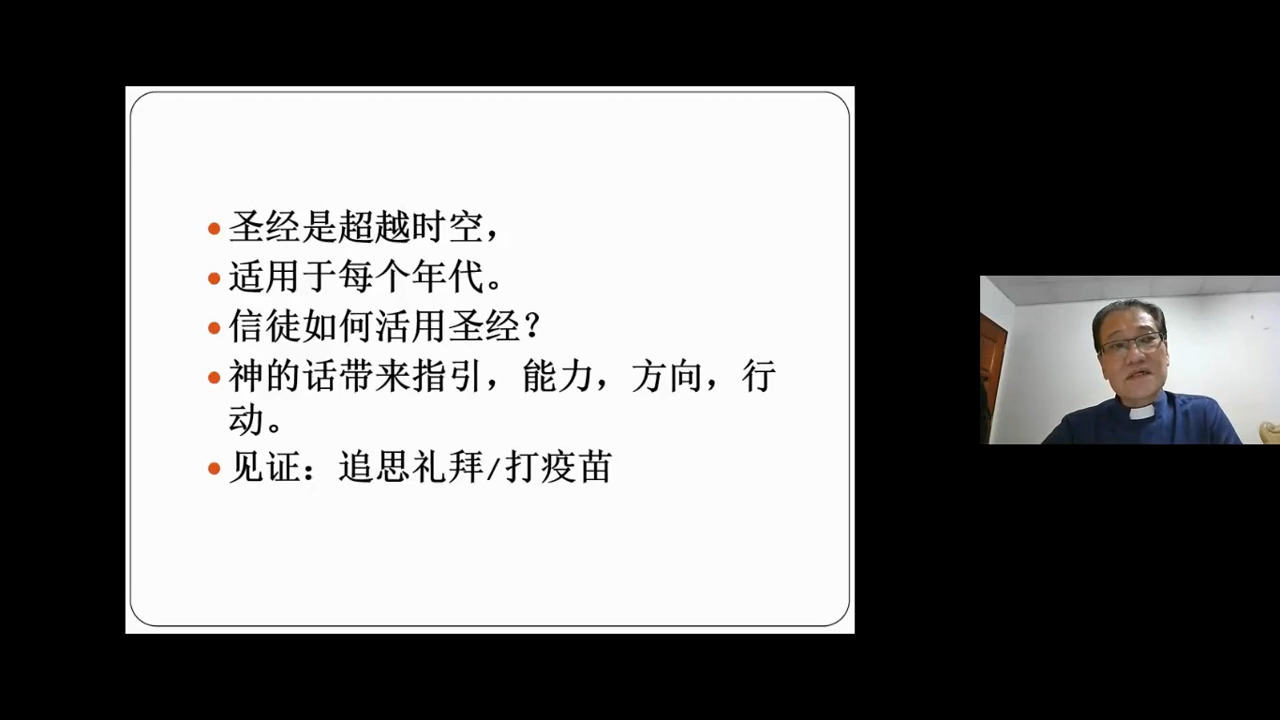 圣经是超越时空，
适用于每个年代。
信徒如何活用圣经？
神的话带来指引，能力，方向，行
动。
见证：追思礼拜/打疫苗